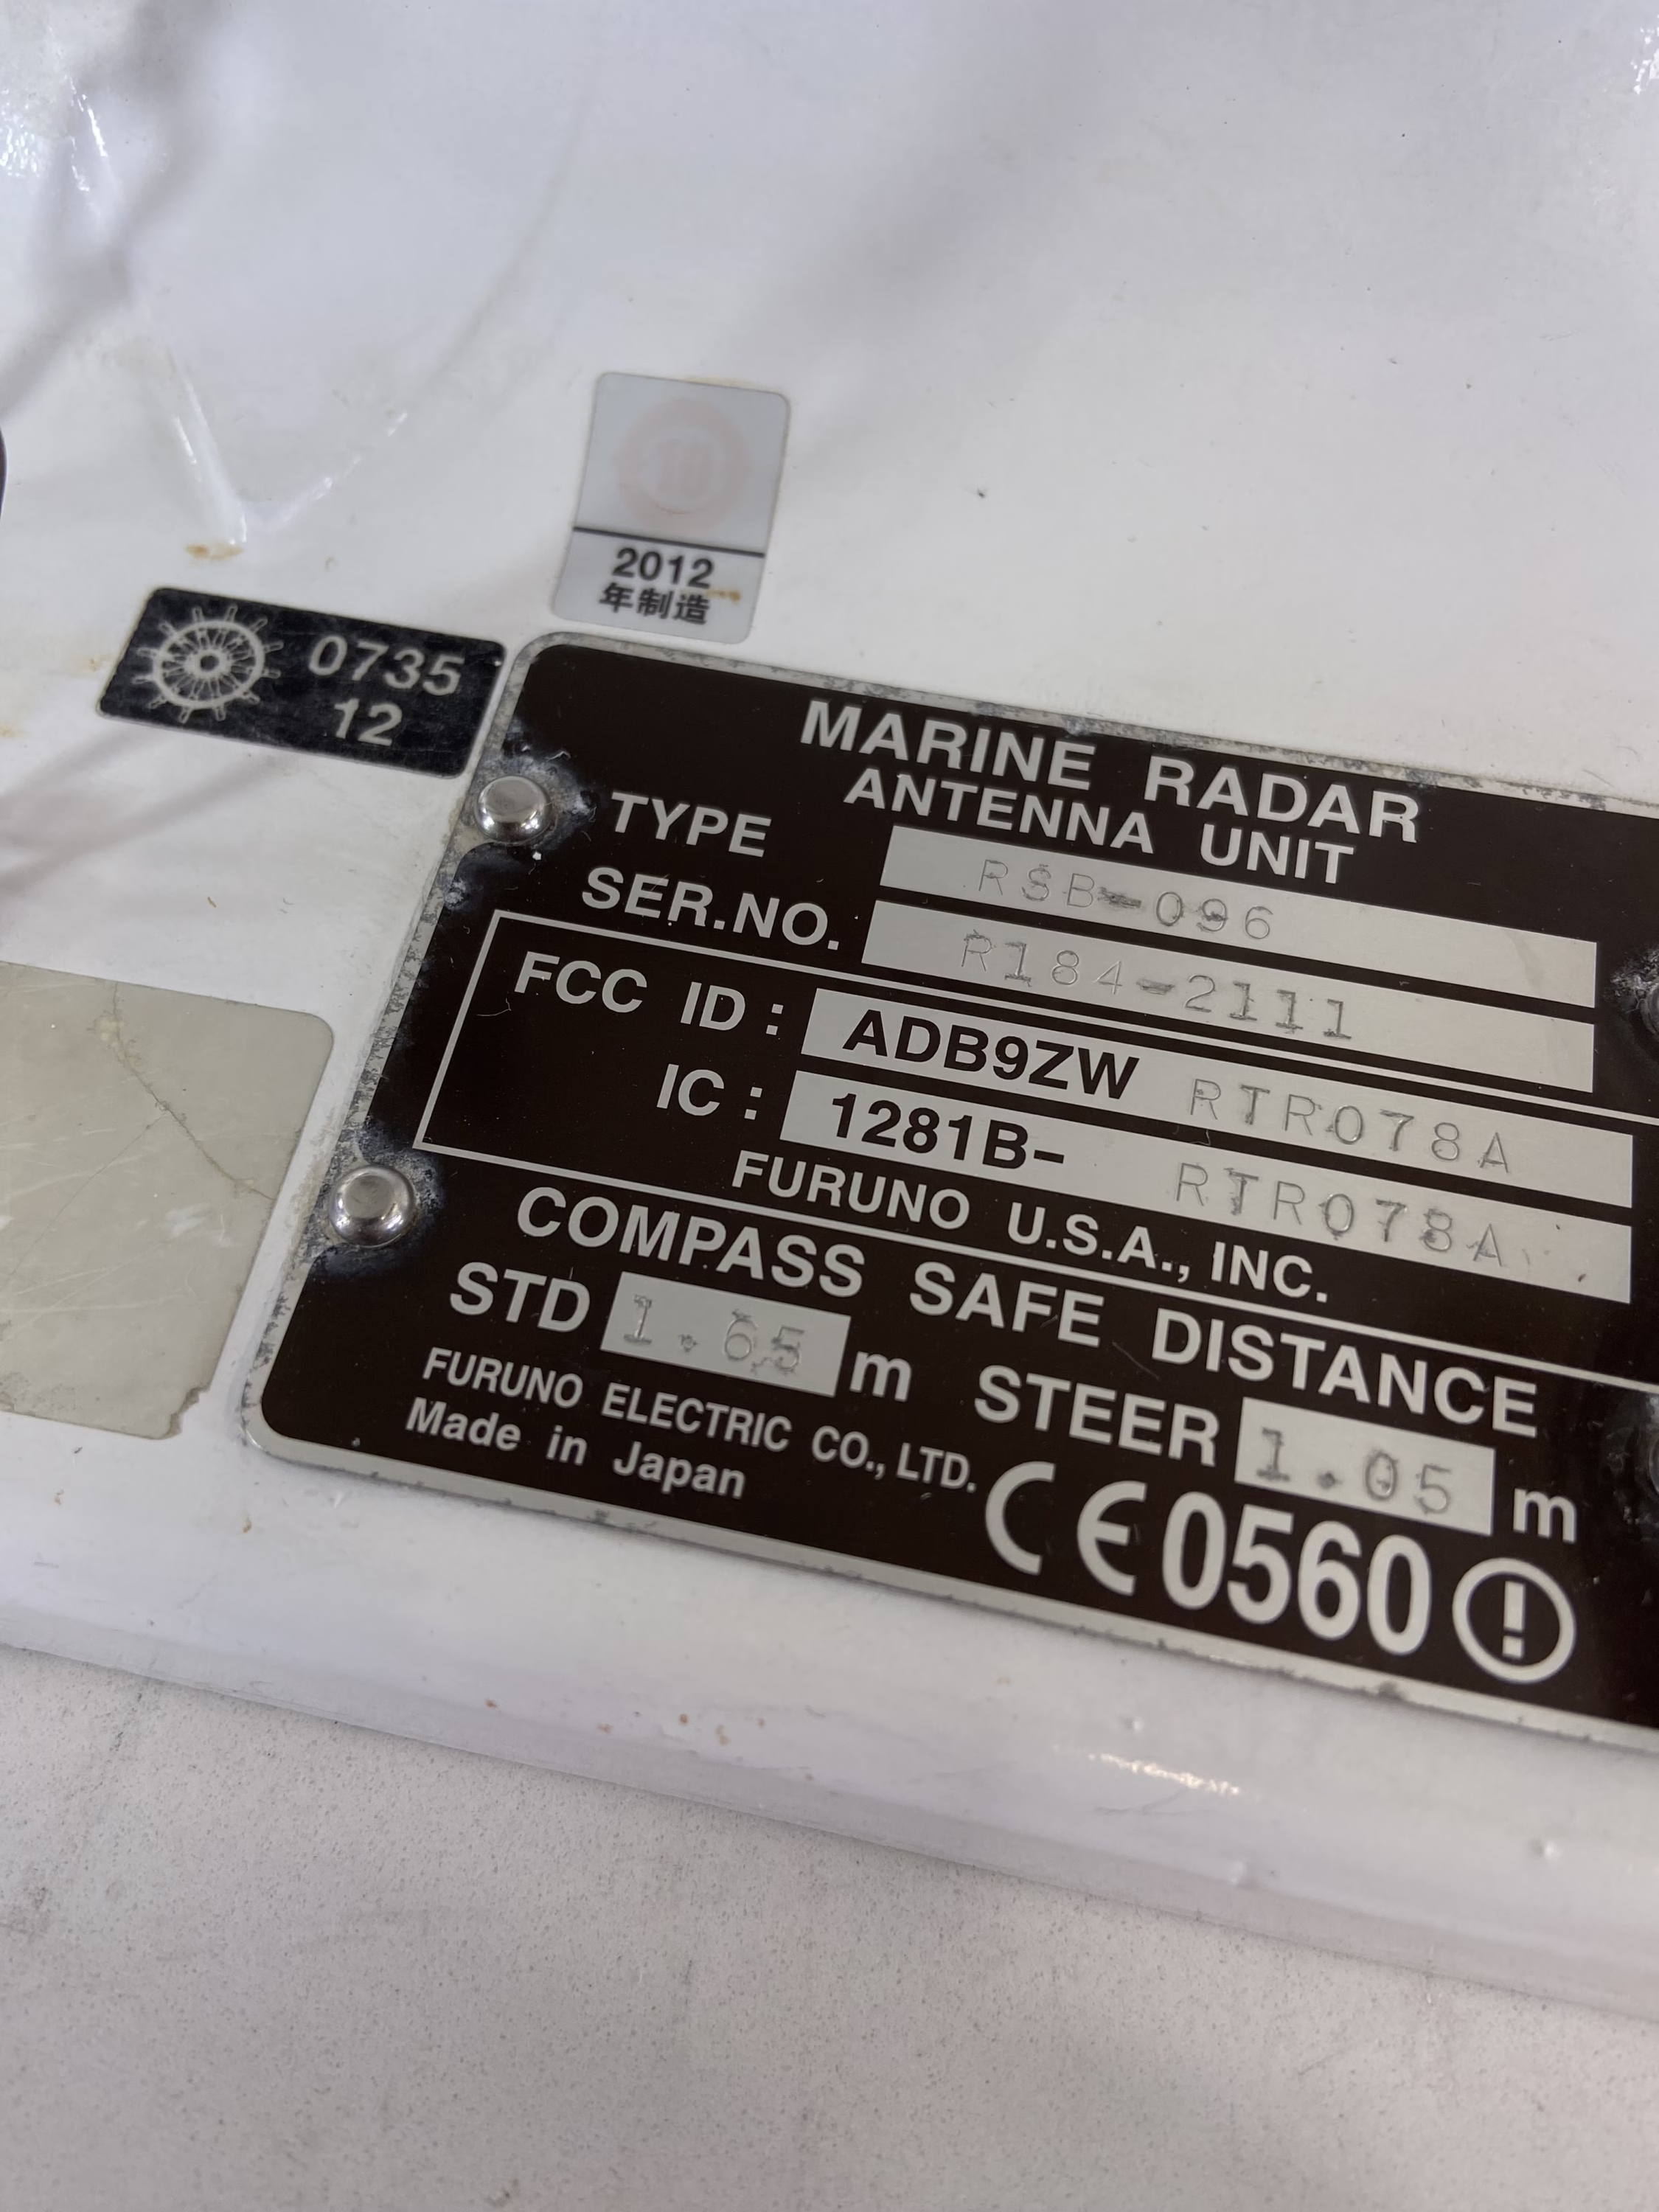 10
2012
年制造
0735
12
MARINE RADAR
ANTENNA UNIT
TYPE RSB-096
SER.NO. R184-2111
FCC ID: ADB9ZW RTR078A
IC: 1281B- RTR078A
FURUNO U.S.A., INC.
COMPASS SAFE DISTANCE
STD 1.65 m STEER 1.05 m
FURUNO ELECTRIC CO., LTD.
Made in Japan
CE0560